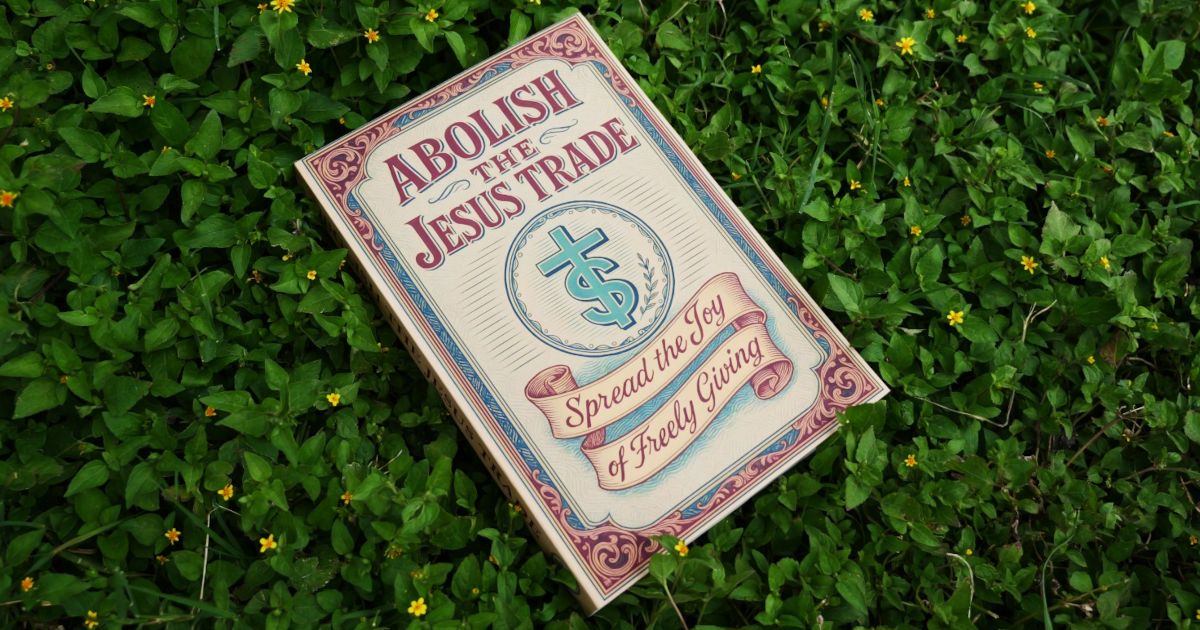 ABOLISH
THE
JESUS TRADE
Spread the Joy
of Freely Giving